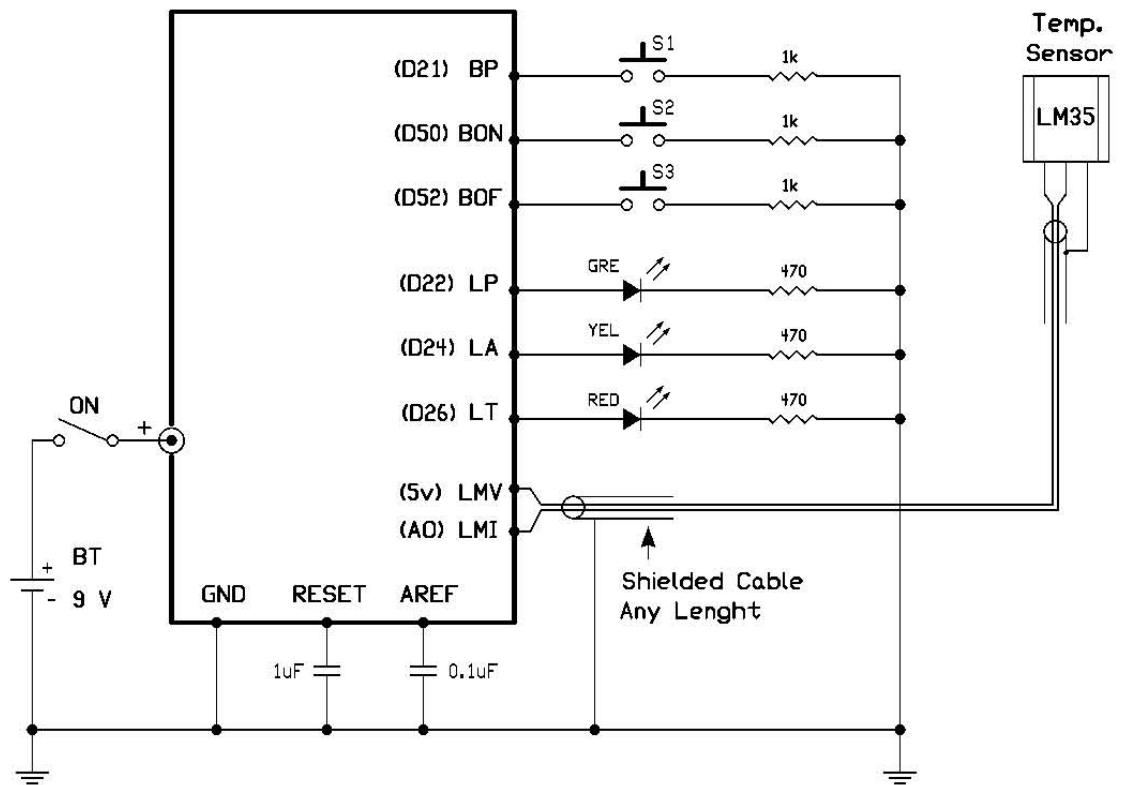 Temp.
Sensor
LM35
(D21) BP
S1
1k
(D50) BON
S2
1k
(D52) BOF
S3
1k
(D22) LP
GRE
470
(D24) LA
YEL
470
(D26) LT
RED
470
ON
+
(5v) LMV
(A0) LMI
Shielded Cable
Any Lenght
+
BT
- 9 V
GND
RESET
AREF
1uF
0.1uF